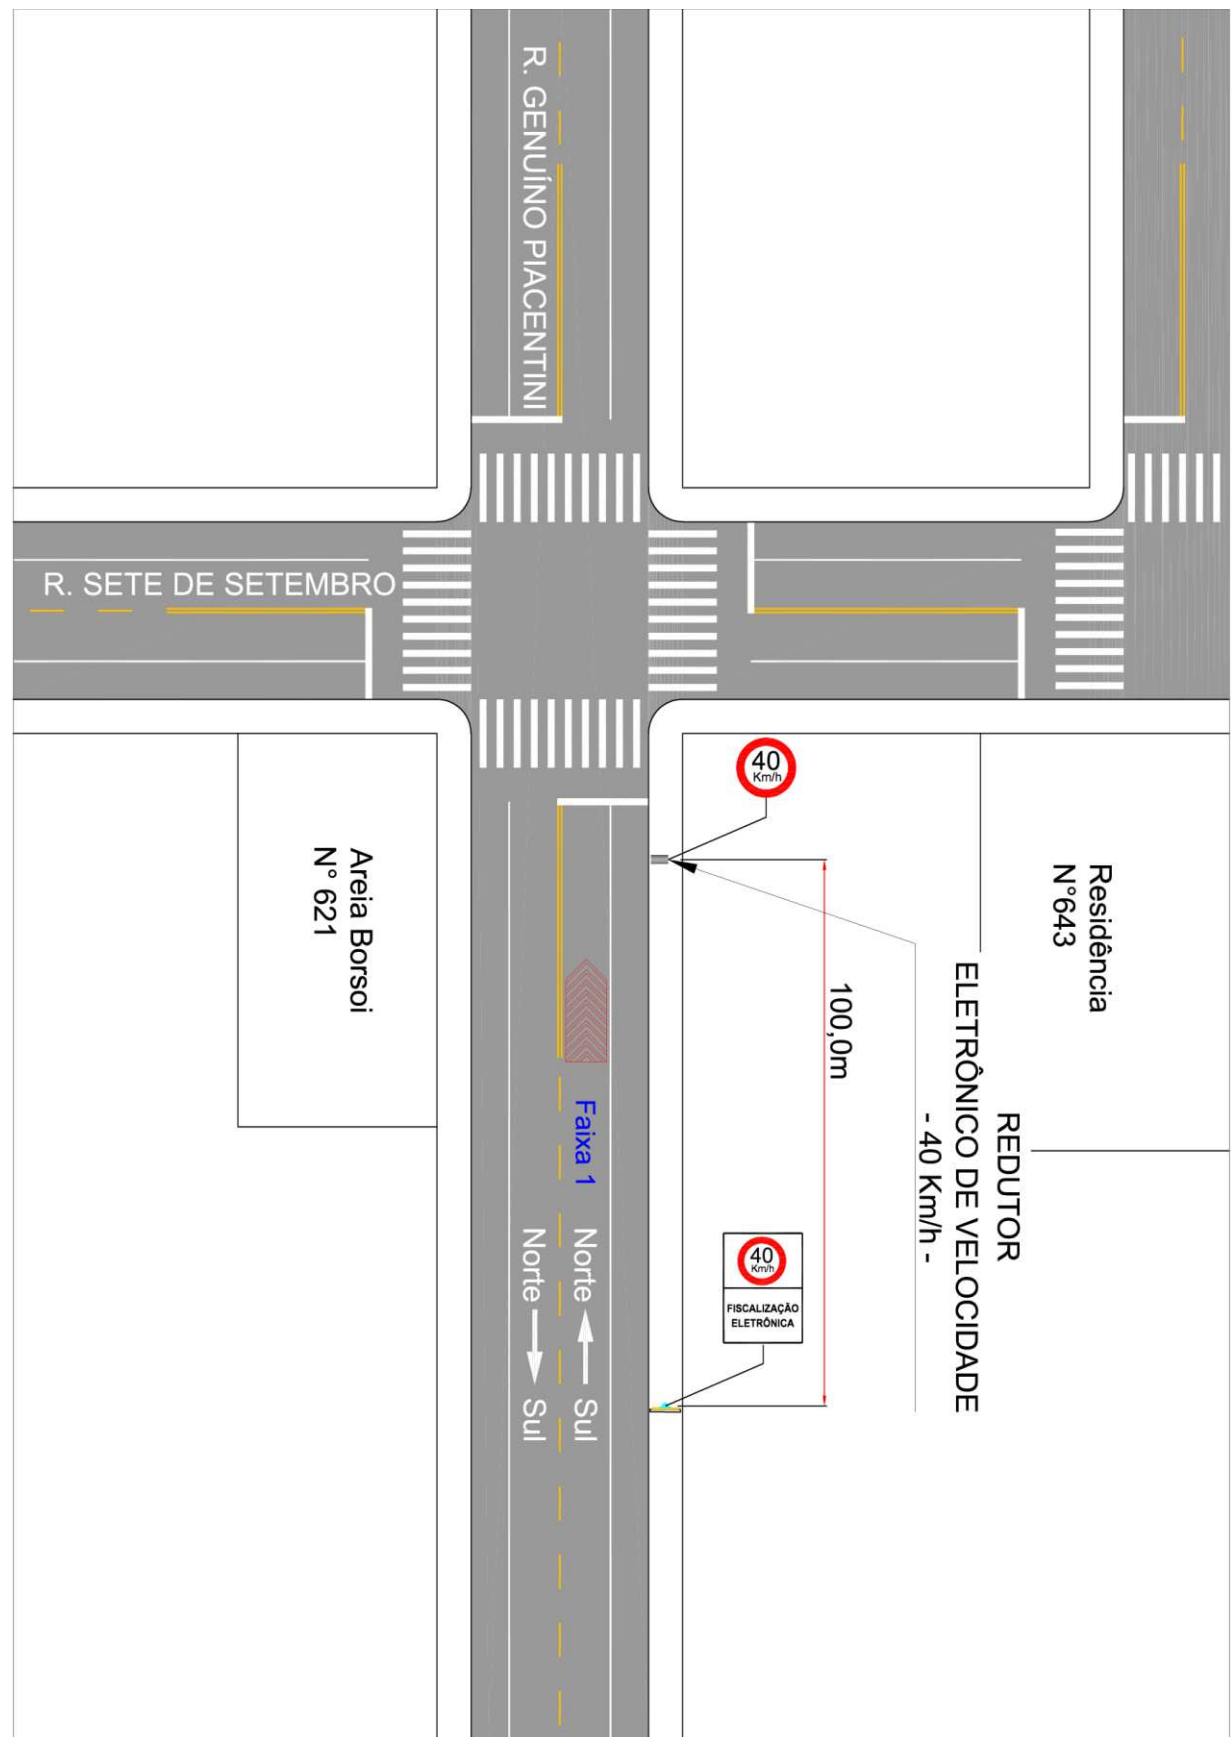 R. GENUÍNO PIACENTINI
R. SETE DE SETEMBRO
40
Km/h
Residência
N°643
REDUTOR
ELETRÔNICO DE VELOCIDADE
- 40 Km/h -
100,0m
Areia Borsoi
N° 621
Faixa 1
Norte Sul
Norte Sul
40
Km/h
FISCALIZAÇÃO
ELETRÔNICA